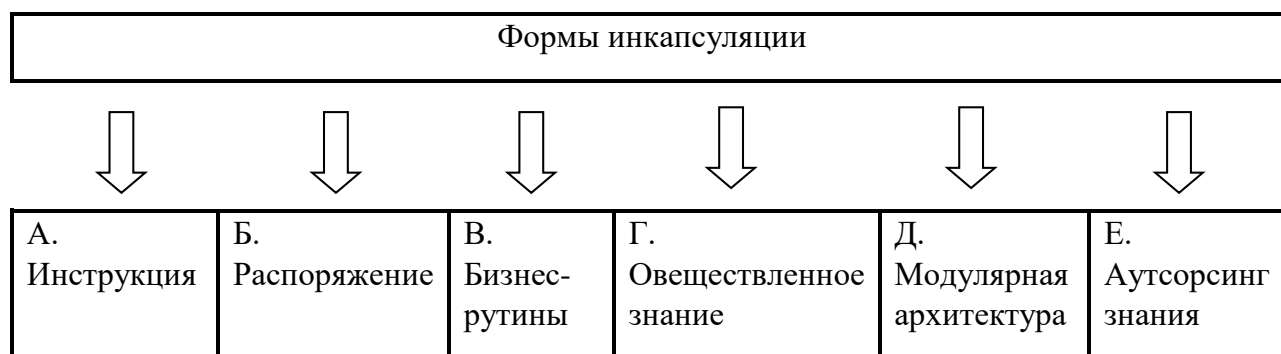 Формы инкапсуляции
А.
Инструкция
Б.
Распоряжение
В.
Бизнес-
рутины
Г.
Овеществленное
знание
Д.
Модулярная
архитектура
Е.
Аутсорсинг
знания